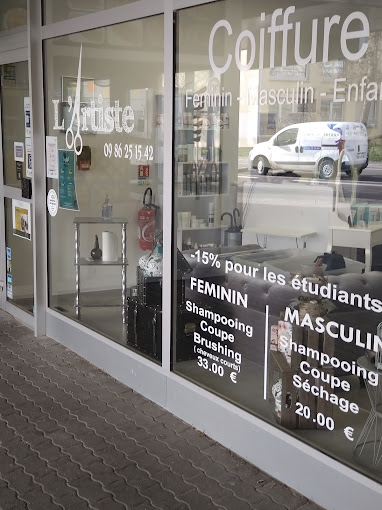 Coiffure
Feminin - Masculin - Enfa
L'Artiste
09 86 25 15 42
-15% pour les étudiants
FEMININ
Shampooing
Coupe
Brushing
(cheveux courts)
33.00 €
MASCULIN
Shampooing
Coupe
Séchage
20.00 €